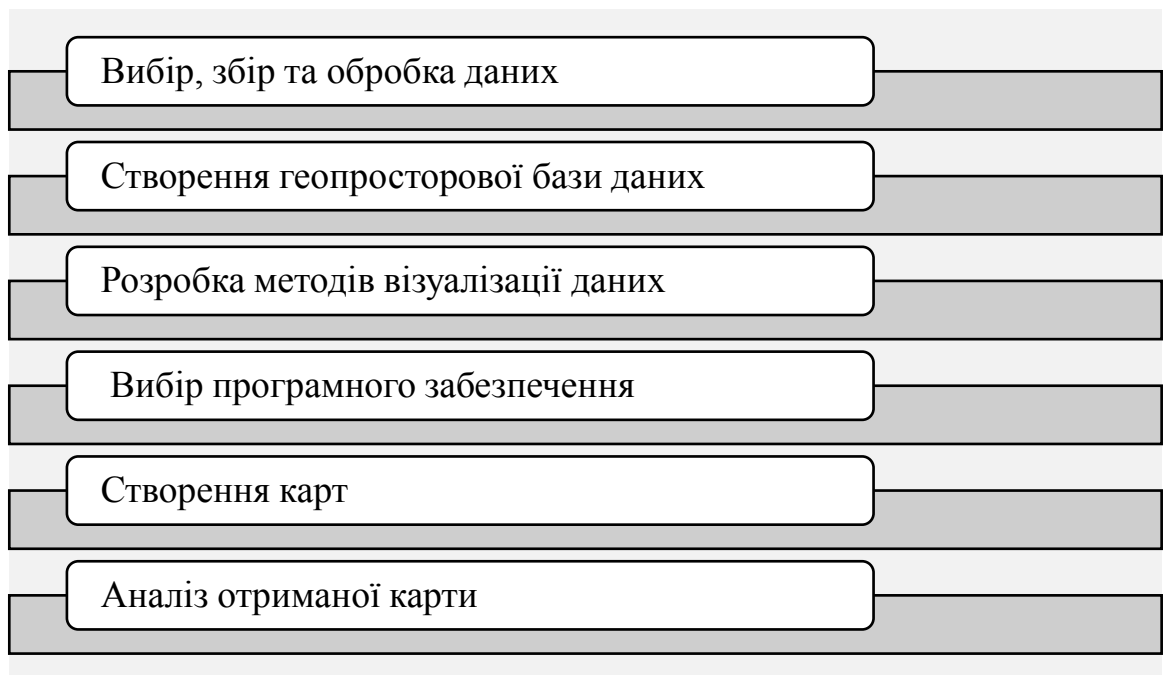 Вибір, збір та обробка даних
Створення геопросторової бази даних
Розробка методів візуалізації даних
Вибір програмного забезпечення
Створення карт
Аналіз отриманої карти